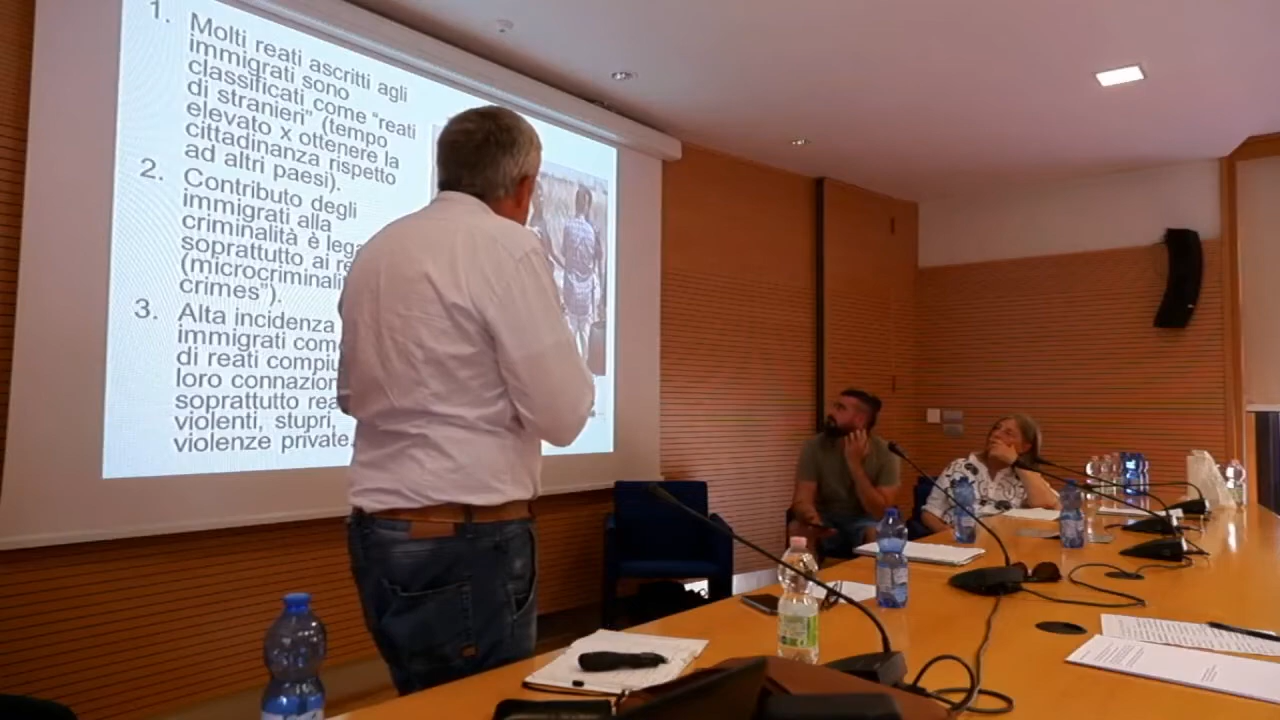 1. Molti reati ascritti agli
immigrati sono
classificati come “reati
di stranieri” (tempo
elevato x ottenere la
cittadinanza rispetto
ad altri paesi).
2. Contributo degli
immigrati alla
criminalità è lega
soprattutto ai re
(microcriminali
crimes”).
3. Alta incidenza
immigrati com
di reati compiu
loro connazion
soprattutto rea
violenti, stupri,
violenze private.